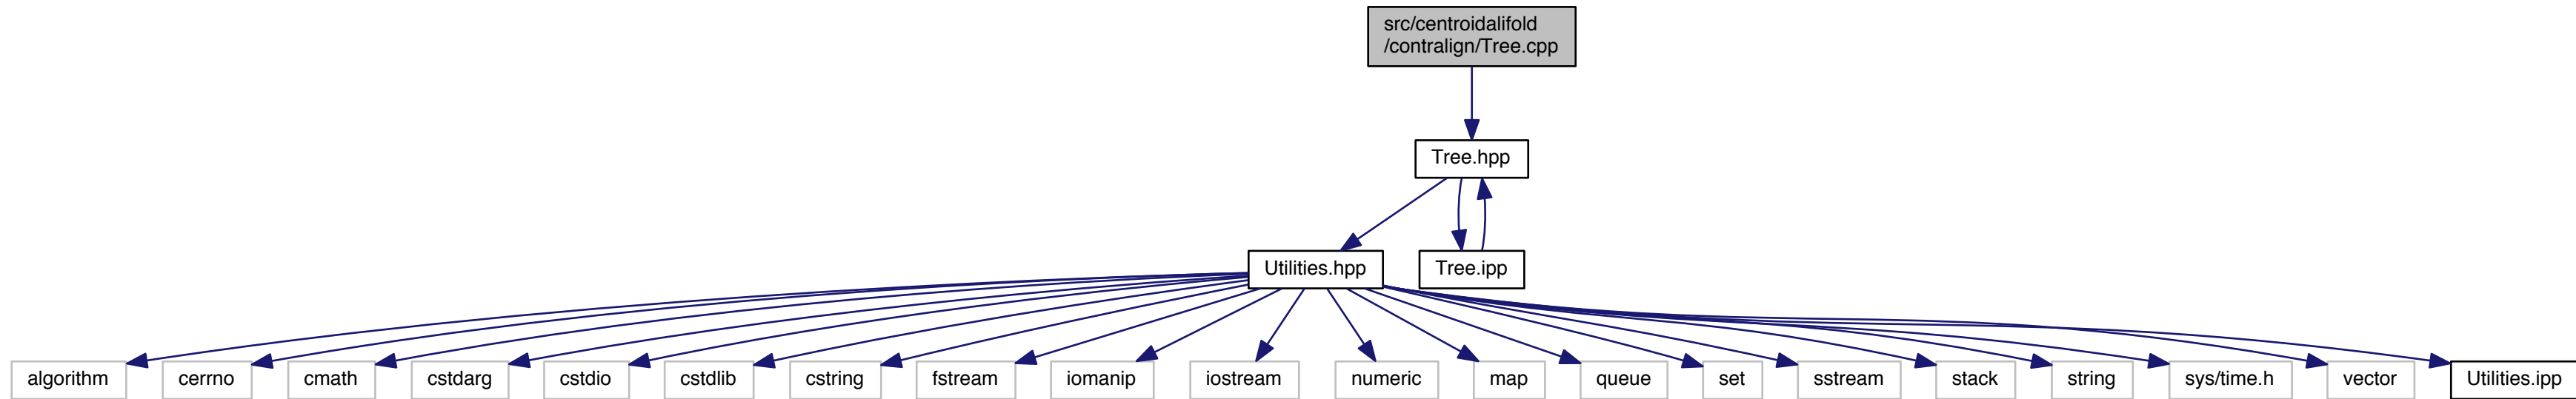 src/centroidalifold
/contralign/Tree.cpp
Tree.hpp
Utilities.hpp
Tree.ipp
algorithm
cerrno
cmath
cstdarg
cstdio
cstdlib
cstring
fstream
iomanip
iostream
numeric
map
queue
set
sstream
stack
string
sys/time.h
vector
Utilities.ipp